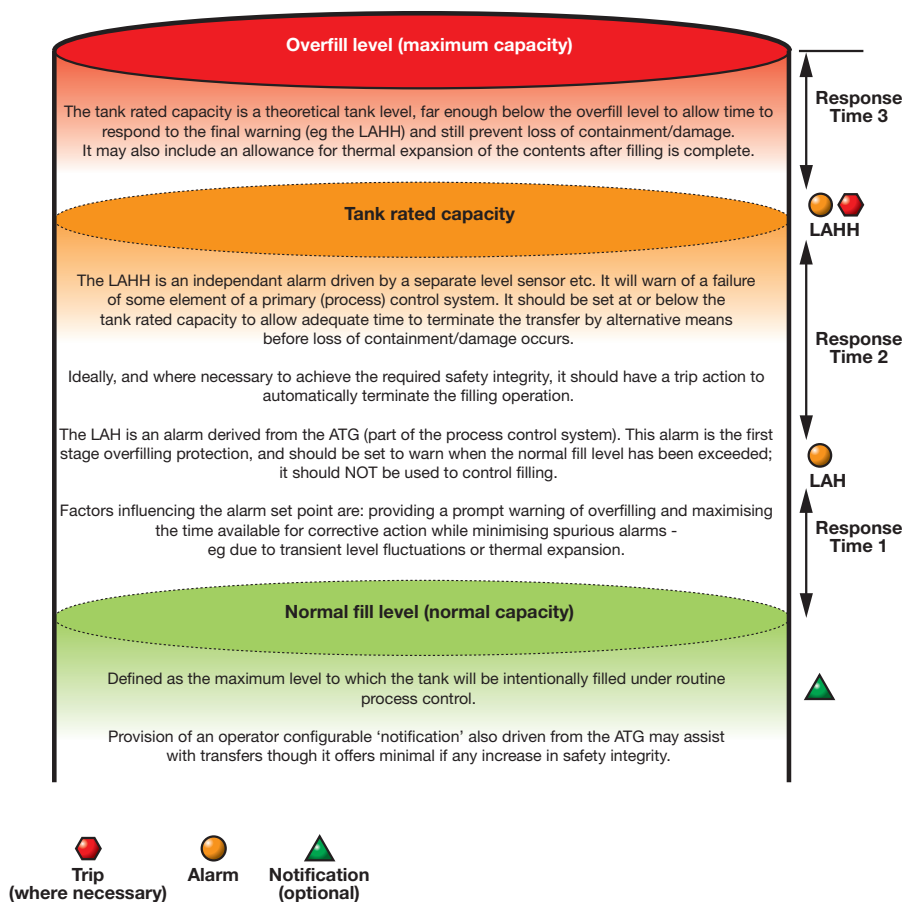 Overfill level (maximum capacity)
The tank rated capacity is a theoretical tank level, far enough below the overfill level to allow time to
respond to the final warning (eg the LAHH) and still prevent loss of containment/damage.
It may also include an allowance for thermal expansion of the contents after filling is complete.
Response
Time 3
Tank rated capacity
LAHH
The LAHH is an independant alarm driven by a separate level sensor etc. It will warn of a failure
of some element of a primary (process) control system. It should be set at or below the
tank rated capacity to allow adequate time to terminate the transfer by alternative means
before loss of containment/damage occurs.
Response
Time 2
Ideally, and where necessary to achieve the required safety integrity, it should have a trip action to
automatically terminate the filling operation.
The LAH is an alarm derived from the ATG (part of the process control system). This alarm is the first
stage overfilling protection, and should be set to warn when the normal fill level has been exceeded;
it should NOT be used to control filling.
LAH
Factors influencing the alarm set point are: providing a prompt warning of overfilling and maximising
the time available for corrective action while minimising spurious alarms -
eg due to transient level fluctuations or thermal expansion.
Response
Time 1
Normal fill level (normal capacity)
Defined as the maximum level to which the tank will be intentionally filled under routine
process control.
Provision of an operator configurable ‘notification’ also driven from the ATG may assist
with transfers though it offers minimal if any increase in safety integrity.
Trip
(where necessary)
Alarm
Notification
(optional)